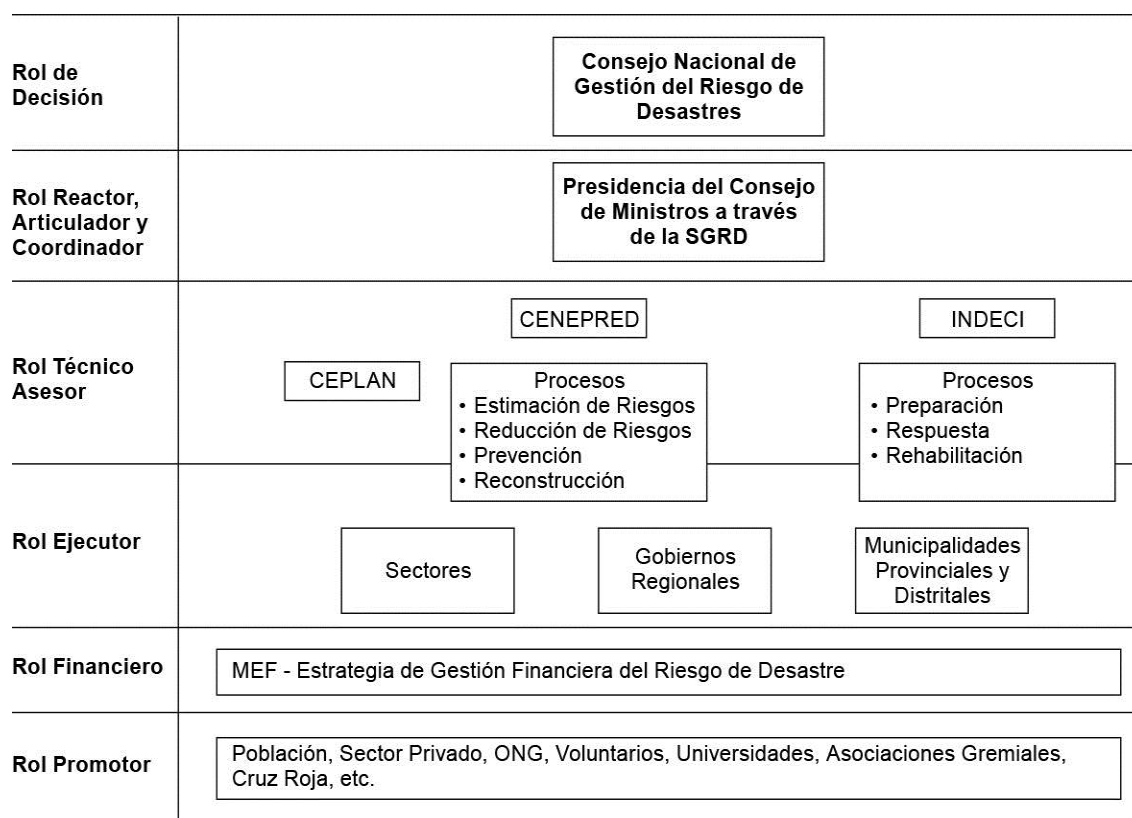 Rol de
Decisión
Consejo Nacional de
Gestión del Riesgo de
Desastres
Rol Reactor,
Articulador y
Coordinador
Presidencia del Consejo
de Ministros a través
de la SGRD
Rol Técnico
Asesor
CENEPRED
INDECI
CEPLAN
Procesos
• Estimación de Riesgos
• Reducción de Riesgos
• Prevención
• Reconstrucción
Procesos
• Preparación
• Respuesta
• Rehabilitación
Rol Ejecutor
Sectores
Gobiernos
Regionales
Municipalidades
Provinciales y
Distritales
Rol Financiero
MEF - Estrategia de Gestión Financiera del Riesgo de Desastre
Rol Promotor
Población, Sector Privado, ONG, Voluntarios, Universidades, Asociaciones Gremiales,
Cruz Roja, etc.